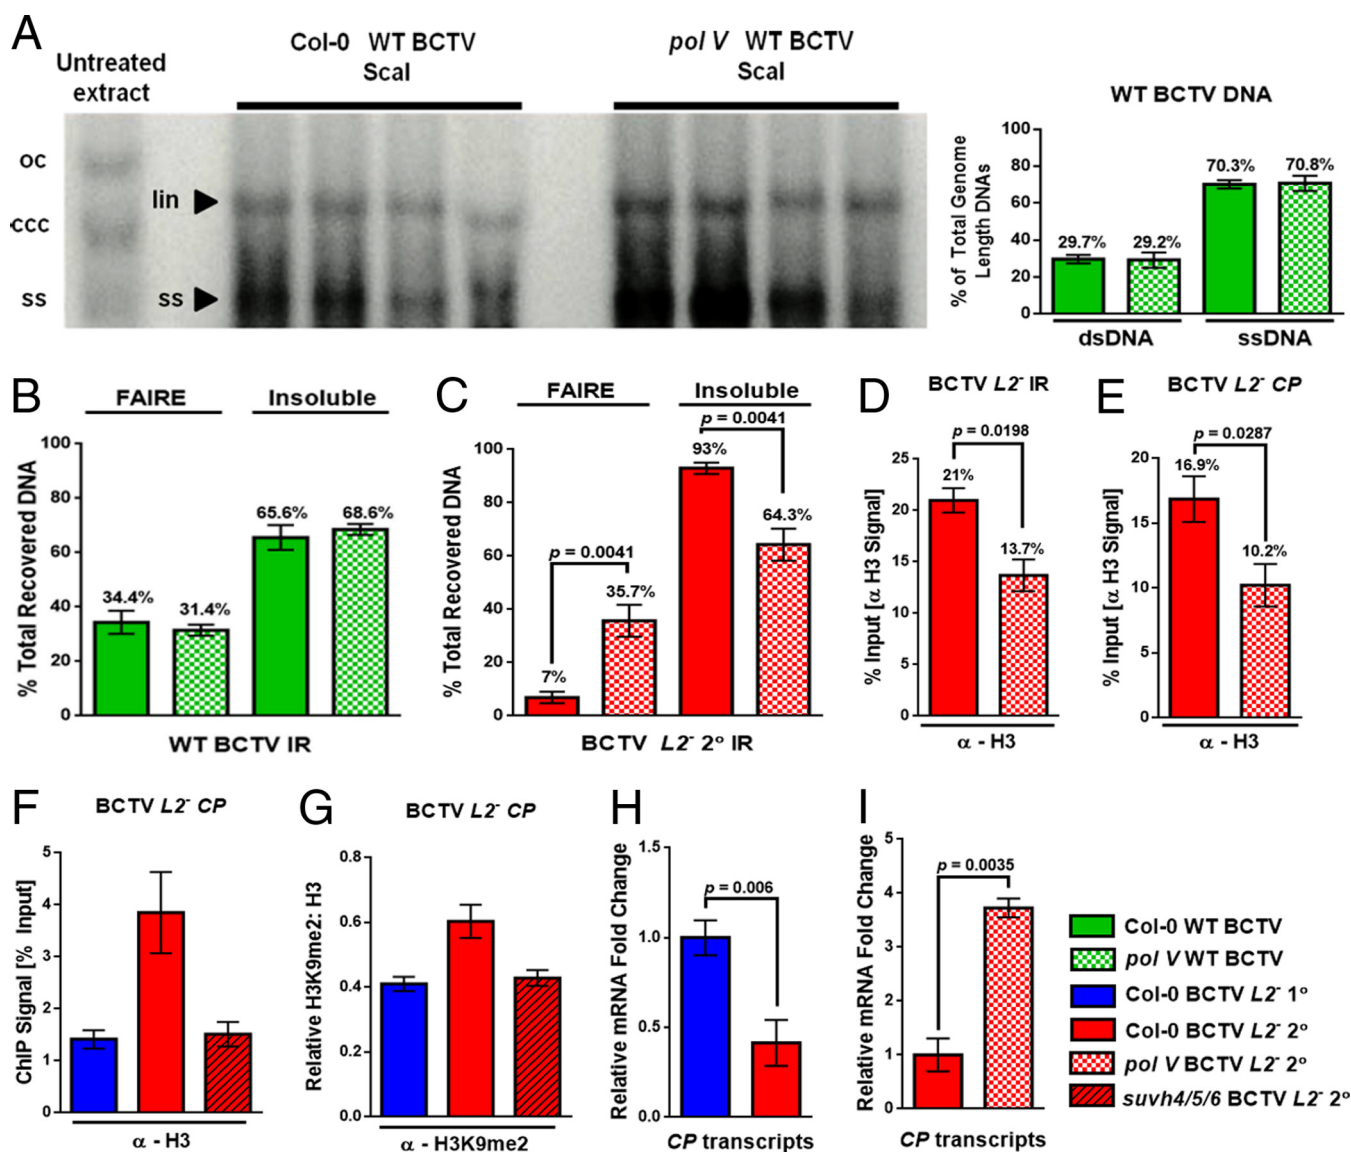 A
Untreated
extract
Col-0 WT BCTV
ScaI
pol V WT BCTV
ScaI
oc
ccc
ss
lin
ss
WT BCTV DNA
% of Total Genome
Length DNAs
100
80
60
40
20
0
29.7%
29.2%
70.3%
70.8%
dsDNA
ssDNA
B
FAIRE
Insoluble
% Total Recovered DNA
100
80
60
40
20
0
34.4%
31.4%
65.6%
68.6%
WT BCTV IR
C
FAIRE
Insoluble
p = 0.0041
% Total Recovered DNA
100
80
60
40
20
0
93%
64.3%
p = 0.0041
35.7%
7%
BCTV L2⁻ 2º IR
D
BCTV L2⁻ IR
p = 0.0198
% Input [α H3 Signal]
25
20
15
10
5
0
21%
13.7%
α - H3
E
BCTV L2⁻ CP
p = 0.0287
% Input [α H3 Signal]
20
15
10
5
0
16.9%
10.2%
α - H3
F
BCTV L2⁻ CP
ChIP Signal [% Input]
5
4
3
2
1
0
α - H3
G
BCTV L2⁻ CP
Relative H3K9me2: H3
0.8
0.6
0.4
0.2
0.0
α - H3K9me2
H
Relative mRNA Fold Change
1.5
1.0
0.5
0.0
p = 0.006
CP transcripts
I
Relative mRNA Fold Change
5
4
3
2
1
0
p = 0.0035
CP transcripts
Col-0 WT BCTV
pol V WT BCTV
Col-0 BCTV L2⁻ 1º
Col-0 BCTV L2⁻ 2º
pol V BCTV L2⁻ 2º
suvh4/5/6 BCTV L2⁻ 2º